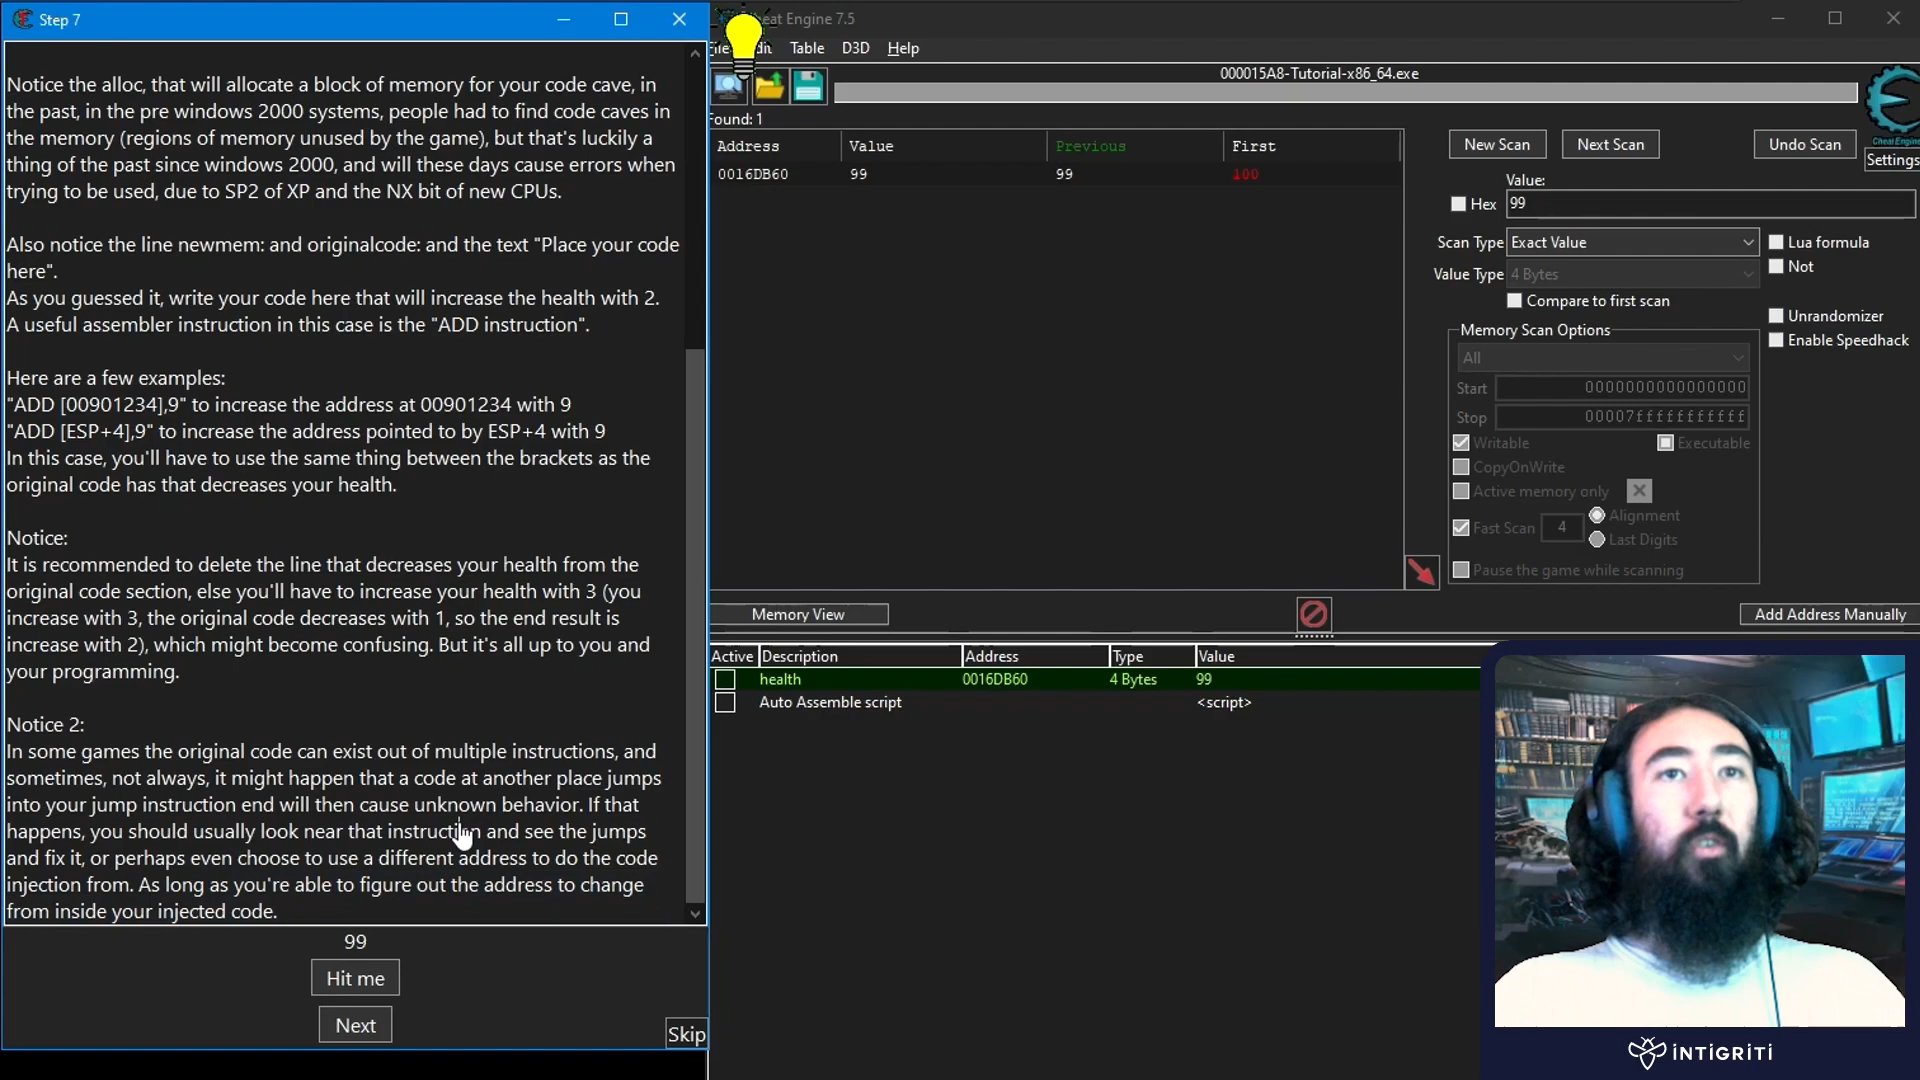 Step 7
Notice the alloc, that will allocate a block of memory for your code cave, in
the past, in the pre windows 2000 systems, people had to find code caves in
the memory (regions of memory unused by the game), but that's luckily a
thing of the past since windows 2000, and will these days cause errors when
trying to be used, due to SP2 of XP and the NX bit of new CPUs.
Also notice the line newmem: and originalcode: and the text "Place your code
here".
As you guessed it, write your code here that will increase the health with 2.
A useful assembler instruction in this case is the "ADD instruction".
Here are a few examples:
"ADD [00901234],9" to increase the address at 00901234 with 9
"ADD [ESP+4],9" to increase the address pointed to by ESP+4 with 9
In this case, you'll have to use the same thing between the brackets as the
original code has that decreases your health.
Notice:
It is recommended to delete the line that decreases your health from the
original code section, else you'll have to increase your health with 3 (you
increase with 3, the original code decreases with 1, so the end result is
increase with 2), which might become confusing. But it's all up to you and
your programming.
Notice 2:
In some games the original code can exist out of multiple instructions, and
sometimes, not always, it might happen that a code at another place jumps
into your jump instruction end will then cause unknown behavior. If that
happens, you should usually look near that instruction and see the jumps
and fix it, or perhaps even choose to use a different address to do the code
injection from. As long as you're able to figure out the address to change
from inside your injected code.
99
Hit me
Next
Skip
Engine 7.5
Table D3D Help
000015A8-Tutorial-x86_64.exe
Found: 1
Address Value Previous First
0016DB60 99 99 100
New Scan Next Scan Undo Scan
Cheat Engine
Settings
Value:
Hex 99
Scan Type Exact Value
Lua formula
Value Type 4 Bytes
Not
Compare to first scan
Unrandomizer
Memory Scan Options
Enable Speedhack
All
Start 0000000000000000
Stop 00007fffffffffff
Writable Executable
CopyOnWrite
Active memory only
Fast Scan 4 Alignment
Last Digits
Pause the game while scanning
Memory View
Add Address Manually
Active Description Address Type Value
health 0016DB60 4 Bytes 99
Auto Assemble script <script>
INTIGRITI